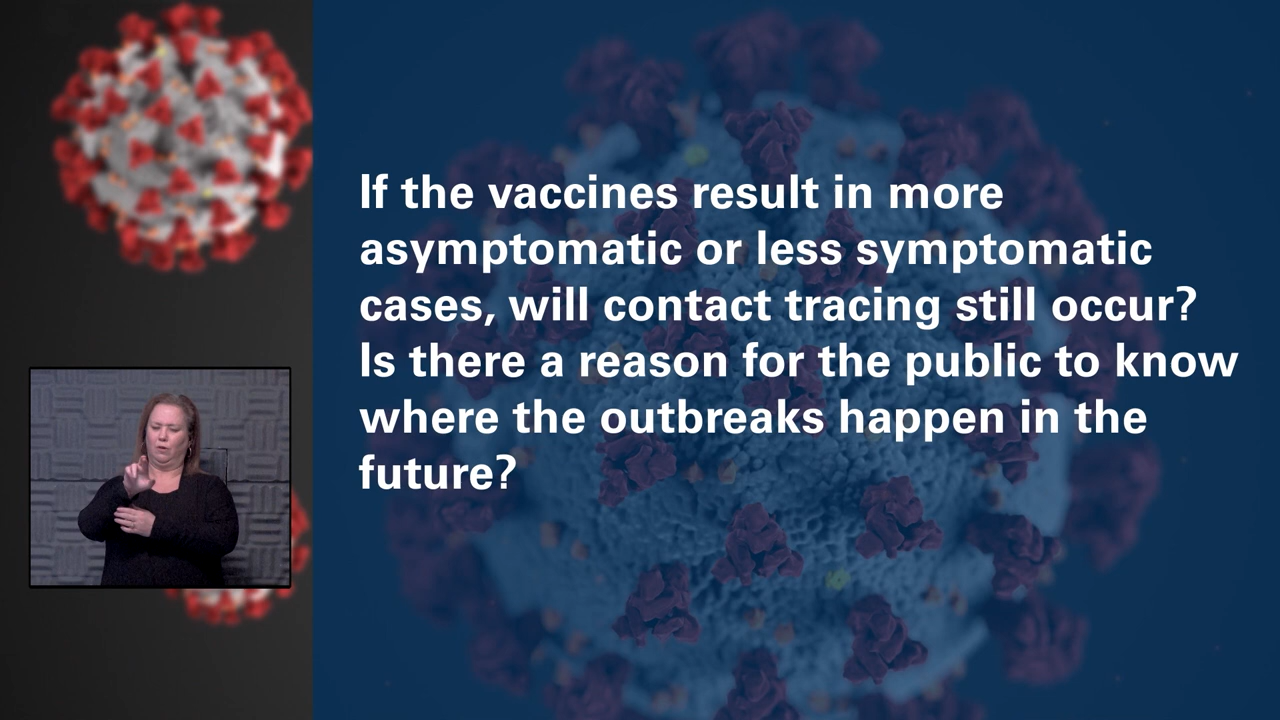 If the vaccines result in more
asymptomatic or less symptomatic
cases, will contact tracing still occur?
Is there a reason for the public to know
where the outbreaks happen in the
future?